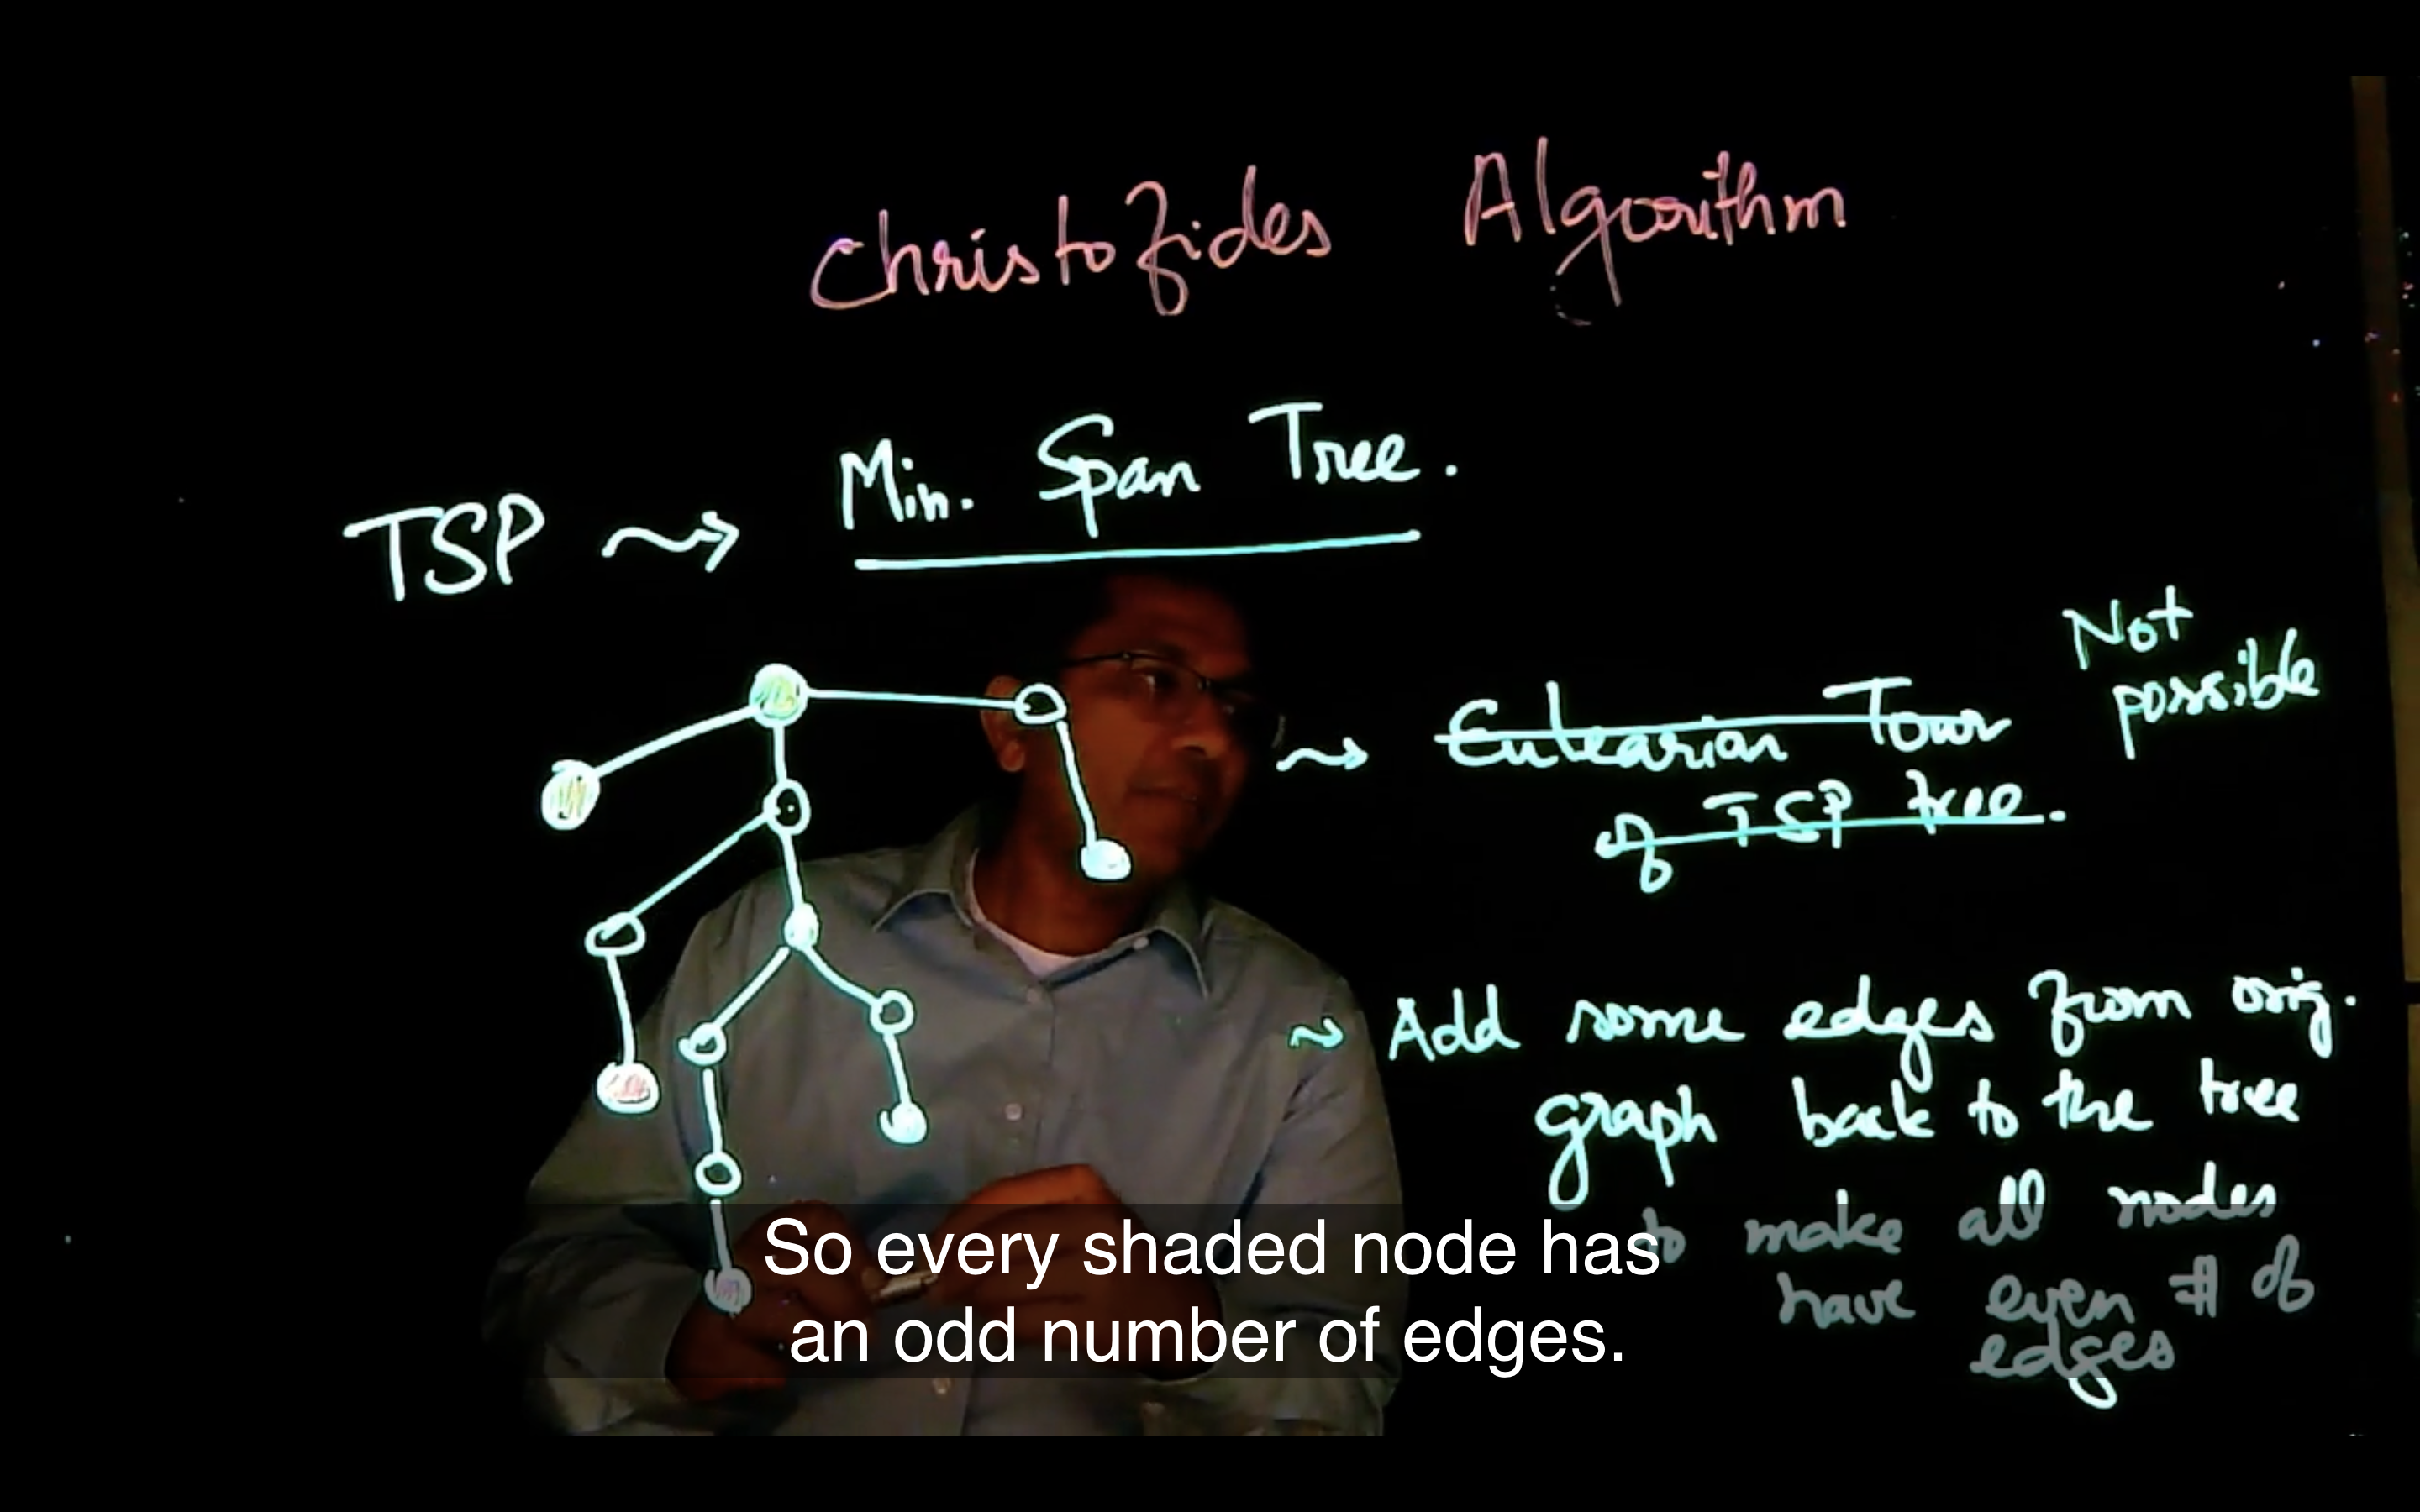 Christofides Algorithm
TSP Min. Span Tree.
Not
possible
Eulearian Tour
of TSP tree.
Add some edges from orig.
graph back to the tree
to make all nodes
have even # of
edges
So every shaded node has
an odd number of edges.